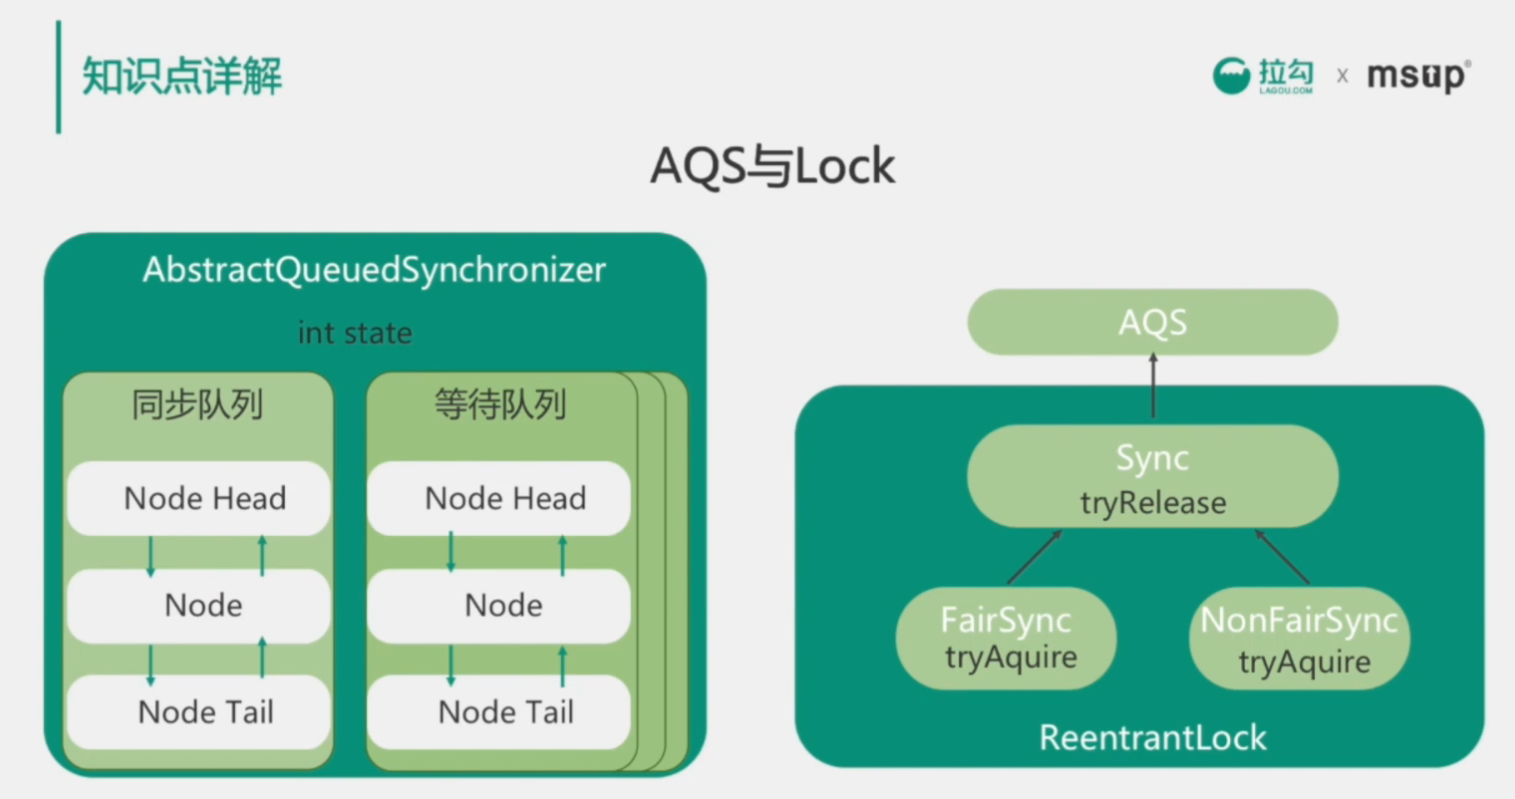 知识点详解
拉勾
LAGOU.COM
x
msup®
AQS与Lock
AbstractQueuedSynchronizer
int state
同步队列
Node Head
Node
Node Tail
等待队列
Node Head
Node
Node Tail
AQS
Sync
tryRelease
FairSync
tryAquire
NonFairSync
tryAquire
ReentrantLock